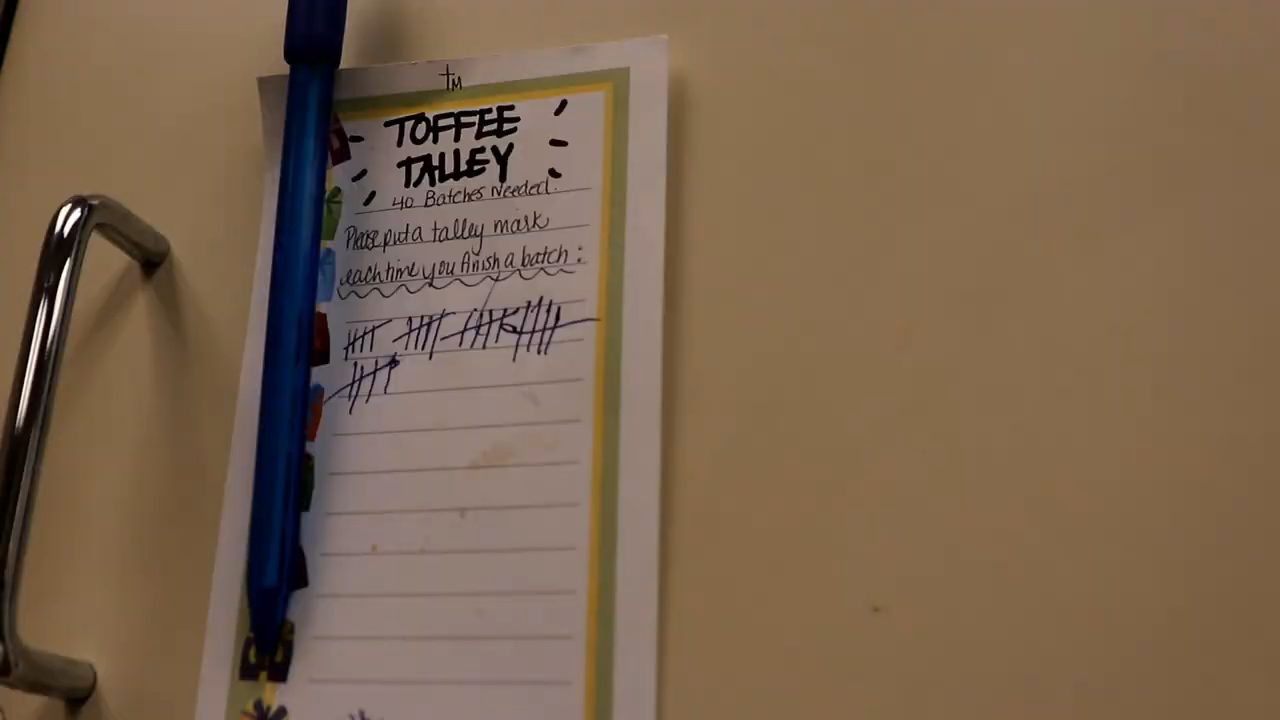 TM
TOFFEE
TALLEY
40 Batches Needed.
Please put a talley mark
each time you finish a batch: